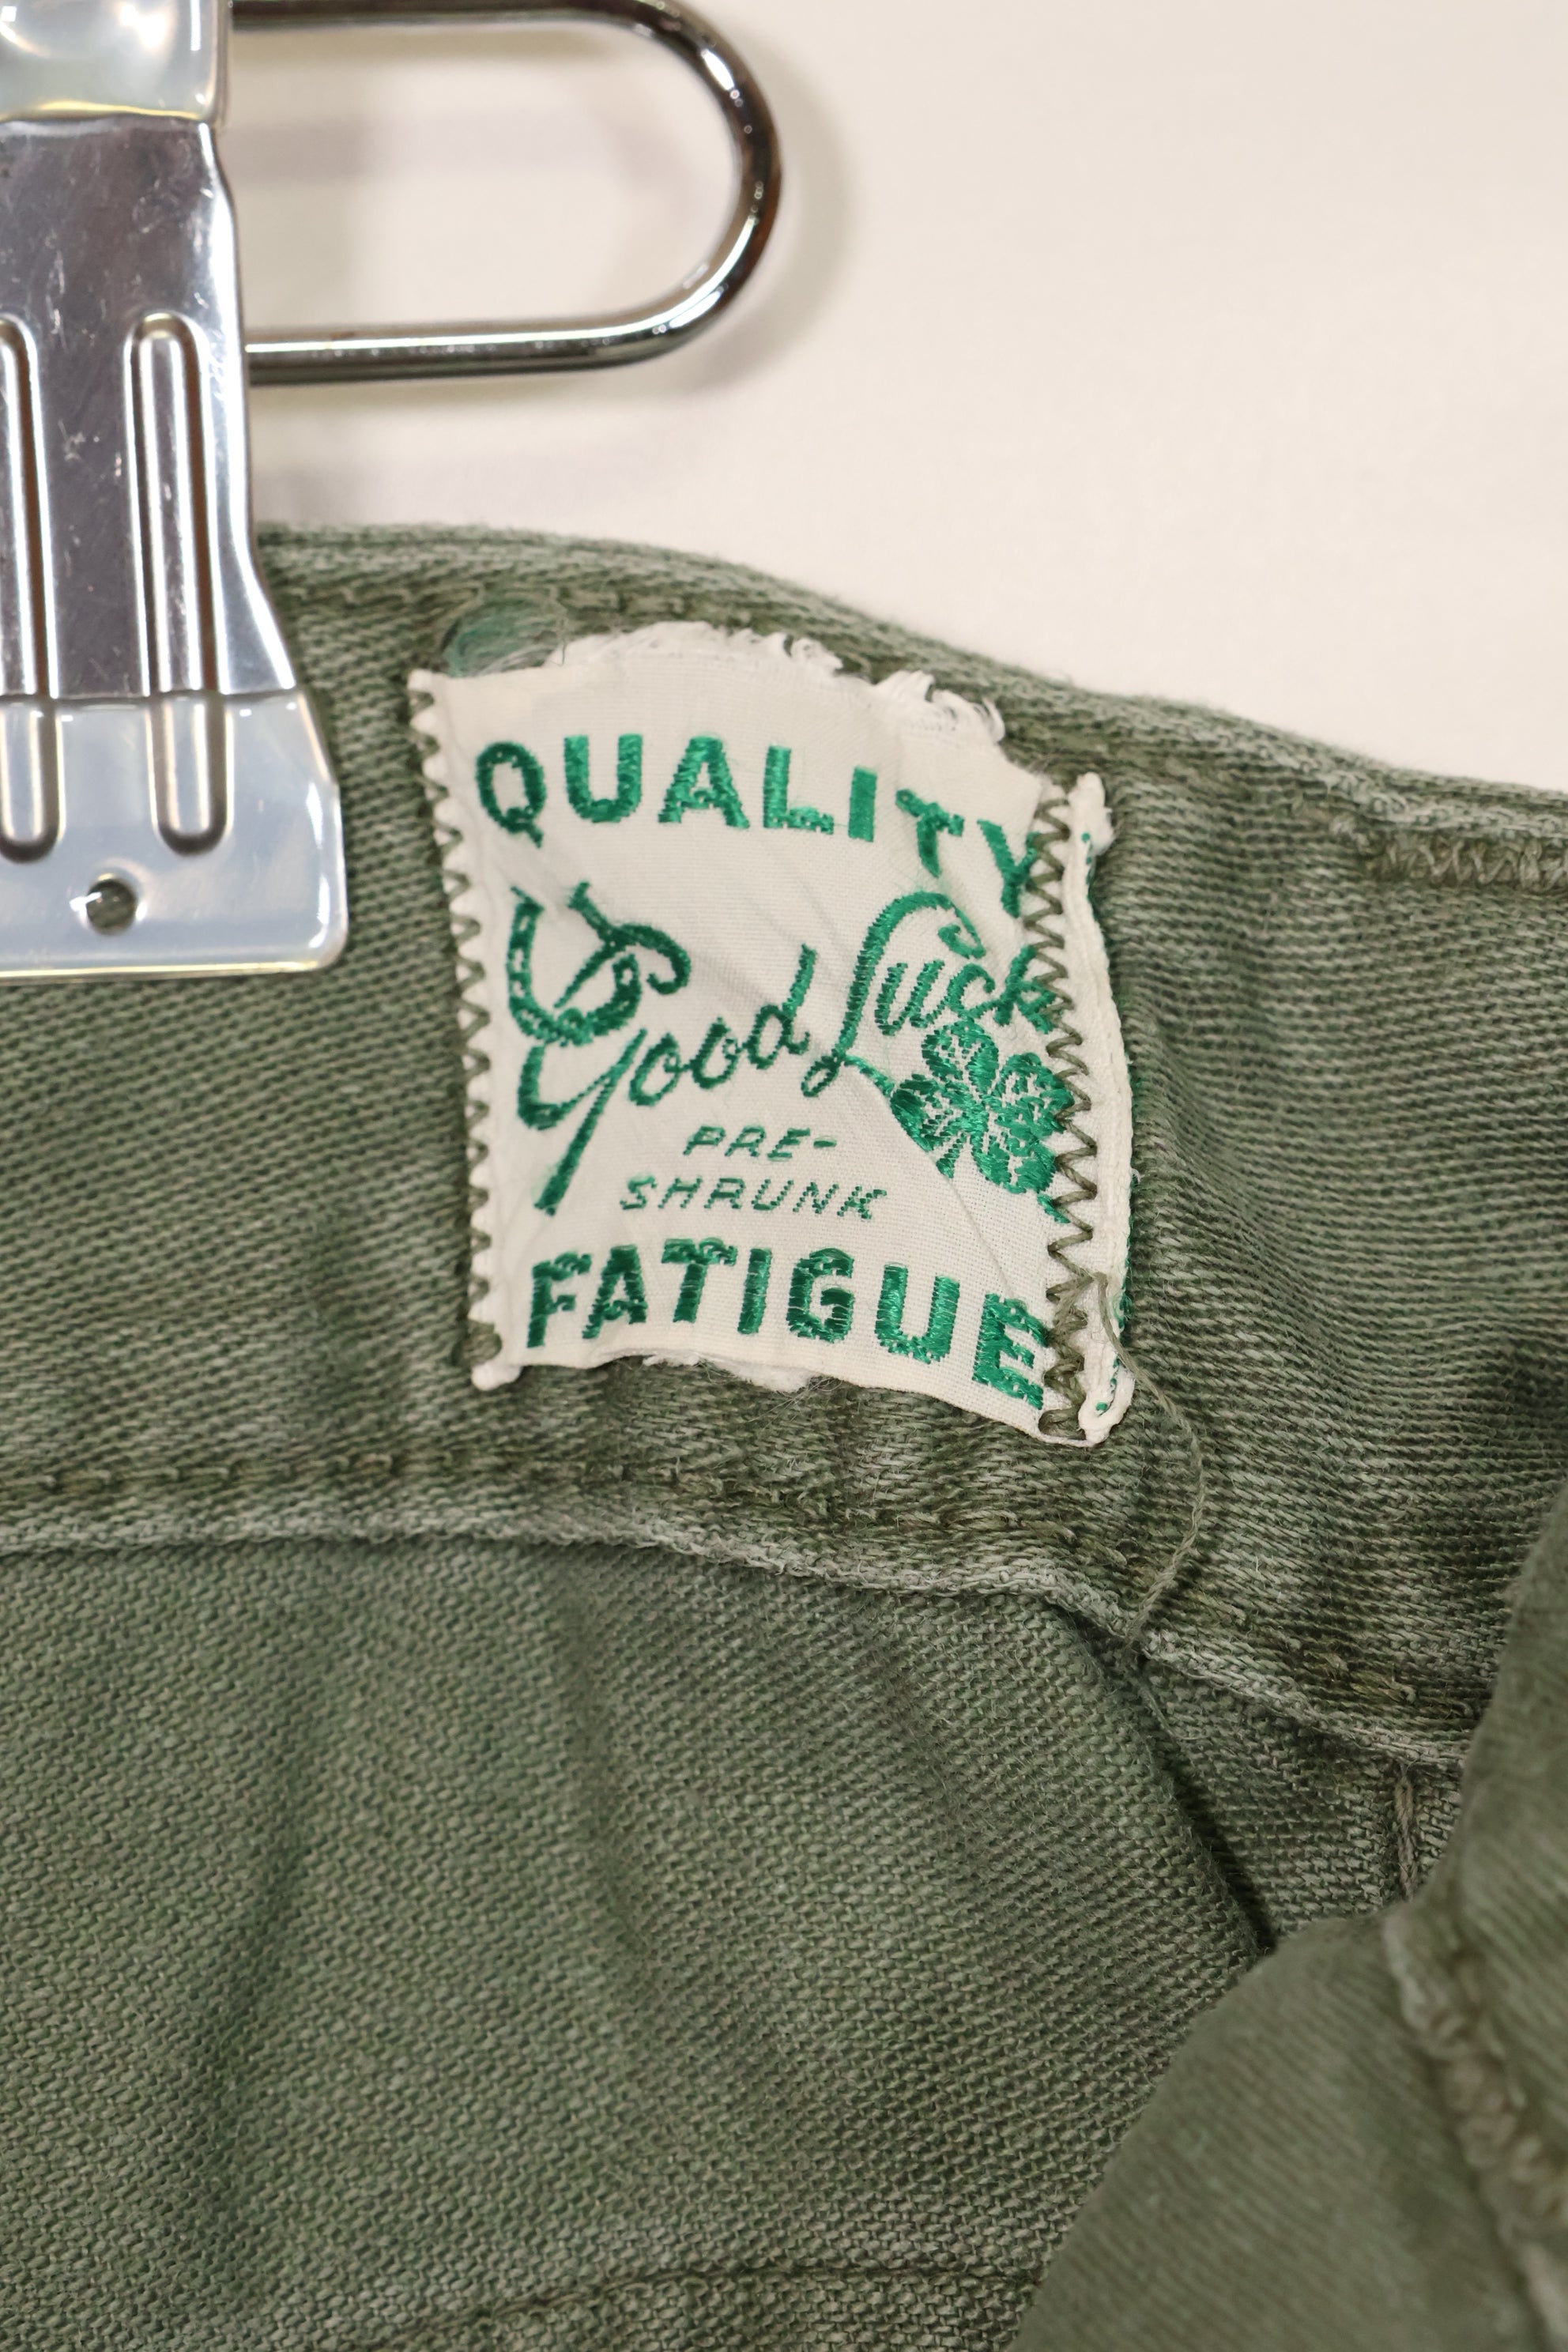 QUALITY
Good Luck
PRE-
SHRUNK
FATIGUE